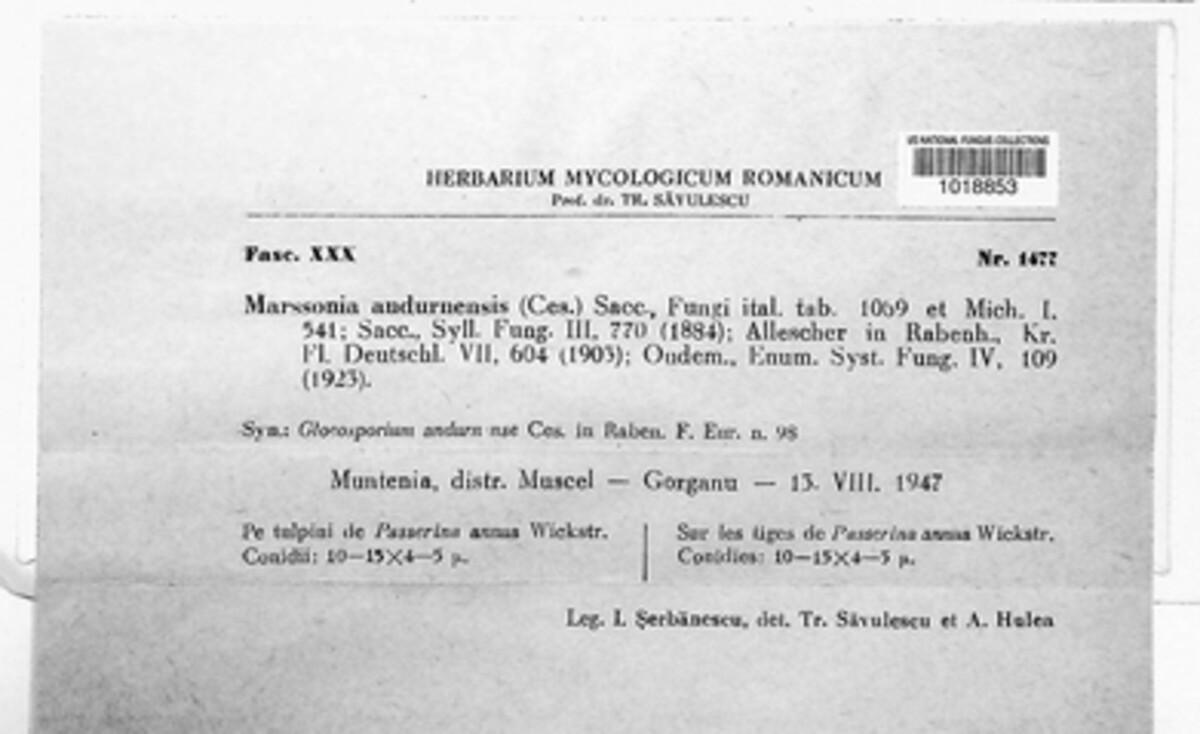 US NATIONAL FUNGUS COLLECTIONS
1018853
HERBARIUM MYCOLOGICUM ROMANICUM
Prof. dr. TR. SĂVULESCU
Fasc. XXX Nr. 1477
Marssonia andurnensis (Ces.) Sacc., Fungi ital. tab. 1069 et Mich. I,
541; Sacc., Syll. Fung. III, 770 (1884); Allescher in Rabenh., Kr.
Fl. Deutschl. VII, 604 (1903); Oudem., Enum. Syst. Fung. IV, 109
(1923).
Syn.: Gloeosporium andurn nse Ces. in Raben. F. Eur. n. 98
Muntenia, distr. Muscel — Gorganu — 13. VIII. 1947
Pe tulpini de Passerina annua Wickstr.
Conidii: 10—15×4—5 µ.
Sur les tiges de Passerina annua Wickstr.
Conidies: 10—15×4—5 µ.
Leg. I. Șerbănescu, det. Tr. Săvulescu et A. Hulea